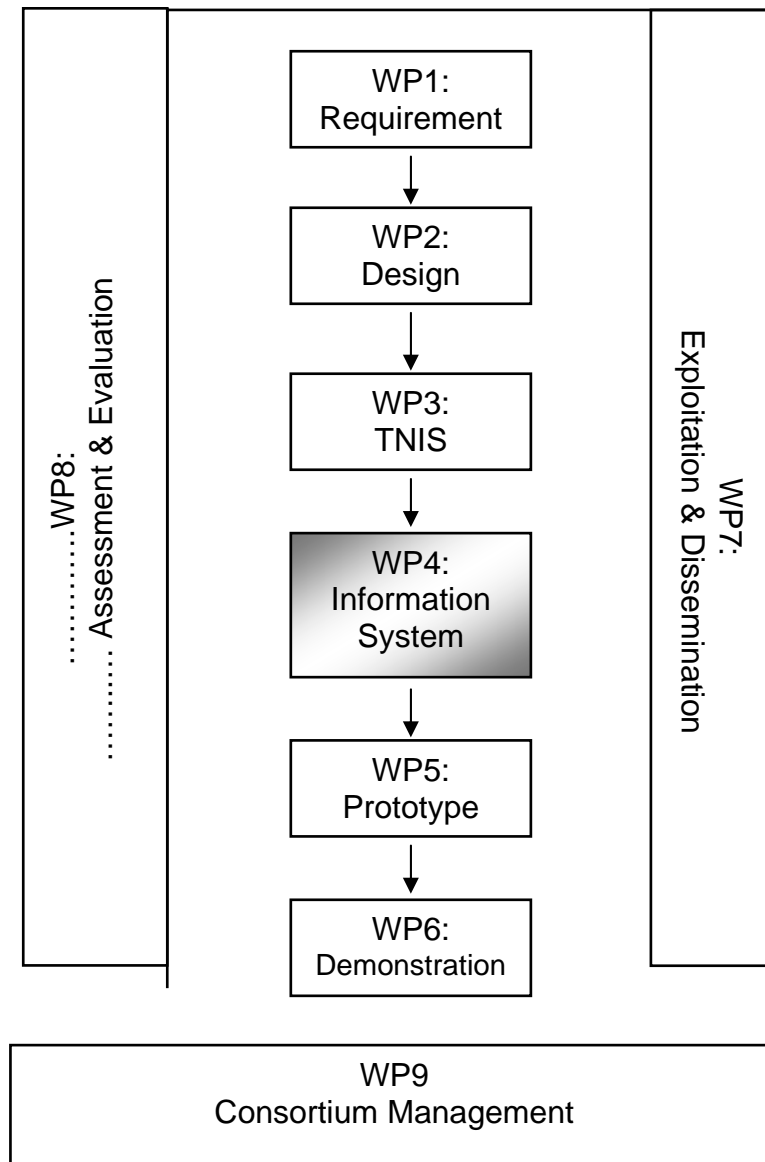 WP1:
Requirement
WP2:
Design
WP3:
TNIS
WP4:
Information
System
WP5:
Prototype
WP6:
Demonstration
…………..WP8:
………. Assessment & Evaluation
WP7:
Exploitation & Dissemination
WP9
Consortium Management